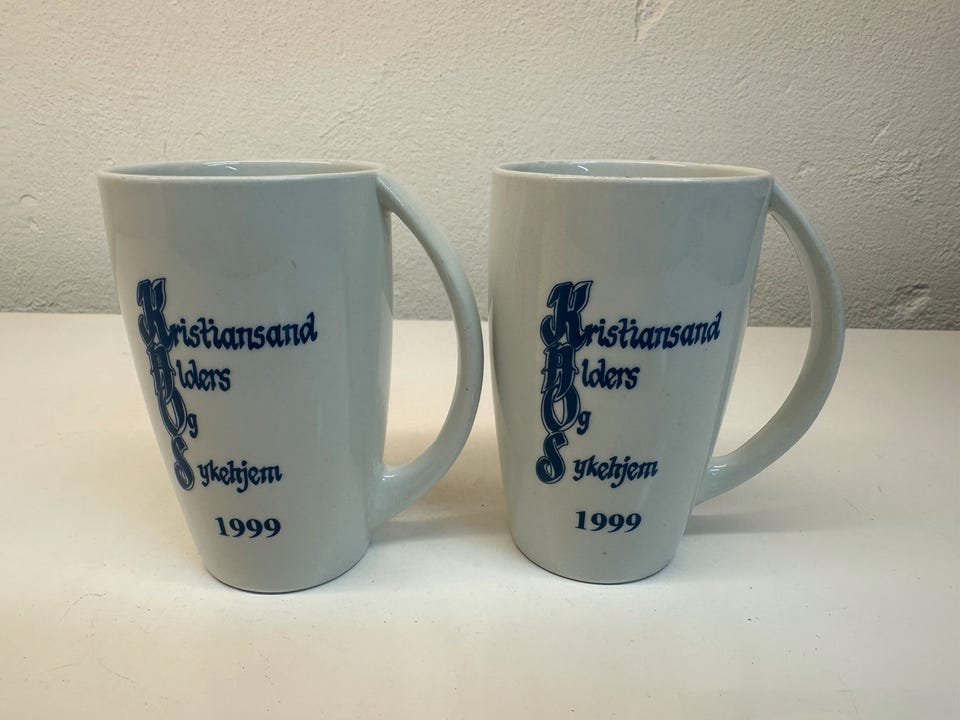 Kristiansand
Alders
Og
Sykehjem
1999
Kristiansand
Alders
Og
Sykehjem
1999